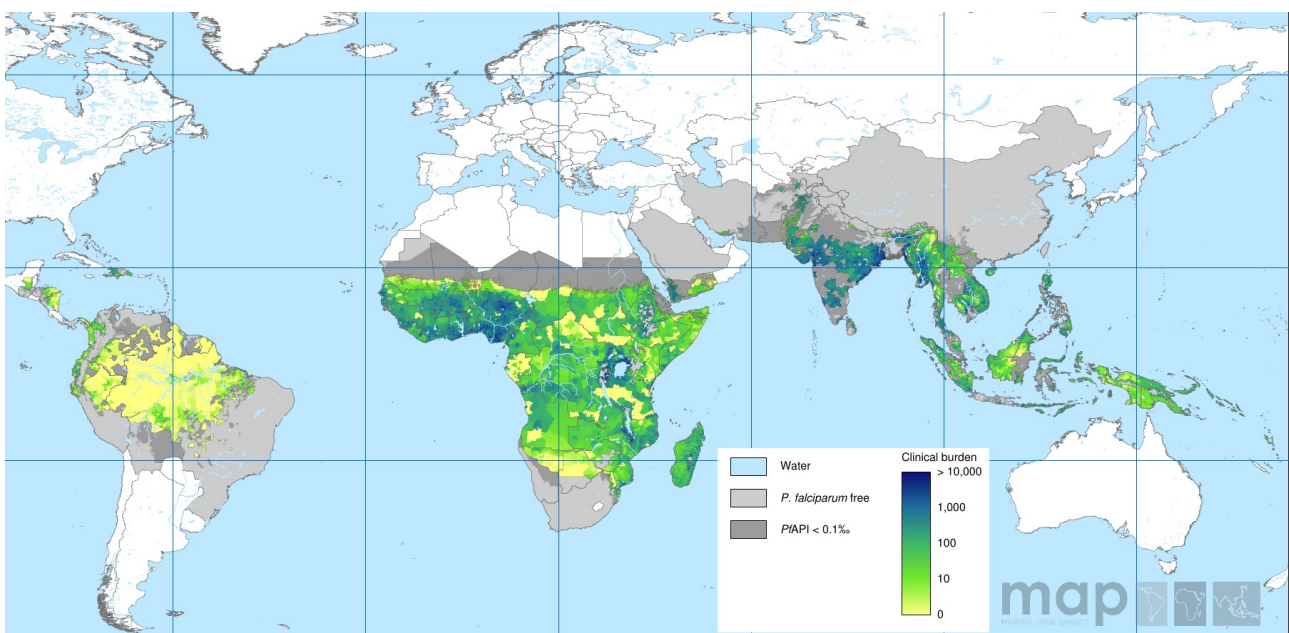 Water
P. falciparum free
PfAPI < 0.1‰
Clinical burden
> 10,000
1,000
100
10
0
map
malaria atlas project